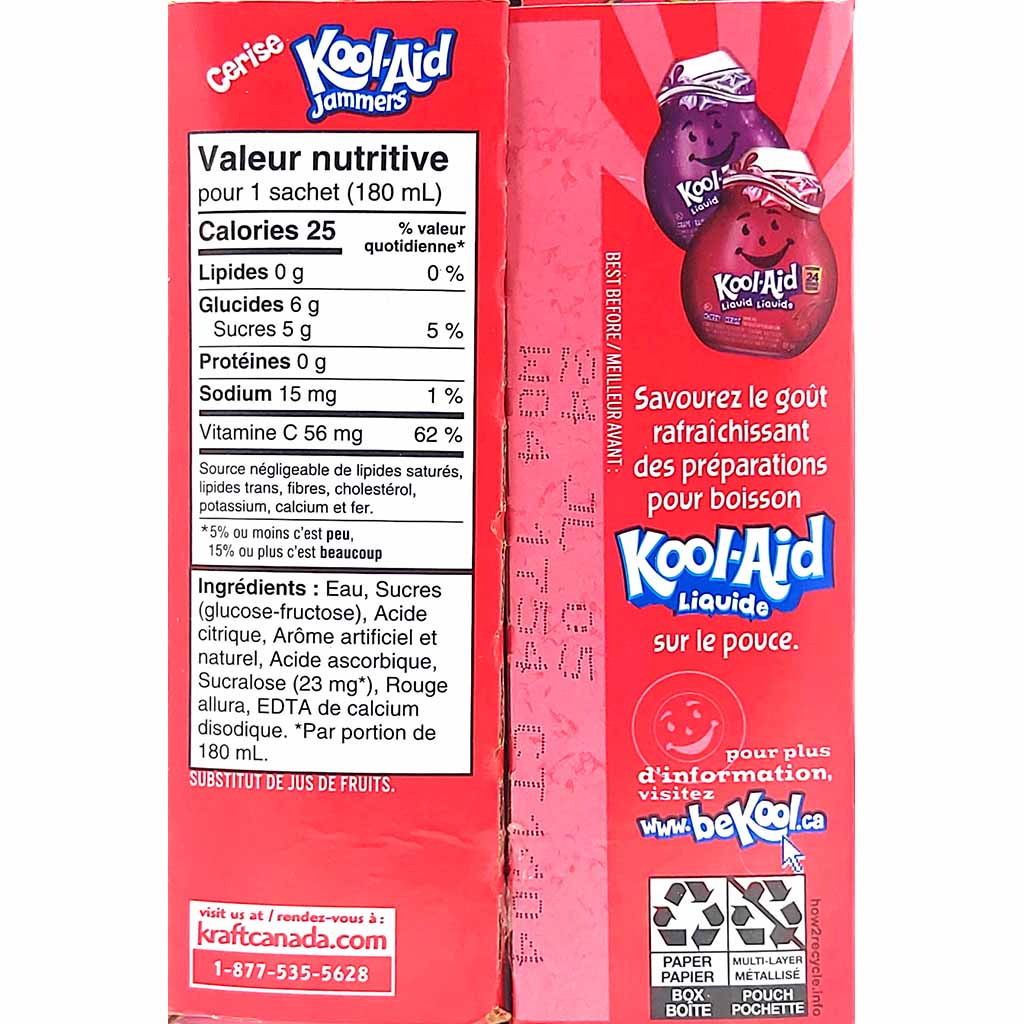 Cerise
Kool-Aid
Jammers
Valeur nutritive
pour 1 sachet (180 mL)
Calories 25
% valeur
quotidienne*
Lipides 0 g 0 %
Glucides 6 g
Sucres 5 g 5 %
Protéines 0 g
Sodium 15 mg 1 %
Vitamine C 56 mg 62 %
Source négligeable de lipides saturés,
lipides trans, fibres, cholestérol,
potassium, calcium et fer.
*5% ou moins c'est peu,
15% ou plus c'est beaucoup
Ingrédients : Eau, Sucres
(glucose-fructose), Acide
citrique, Arôme artificiel et
naturel, Acide ascorbique,
Sucralose (23 mg*), Rouge
allura, EDTA de calcium
disodique. *Par portion de
180 mL.
SUBSTITUT DE JUS DE FRUITS.
visit us at / rendez-vous à :
kraftcanada.com
1-877-535-5628
BEST BEFORE / MEILLEUR AVANT :
Kool-
Liquid
Kool-Aid
Liquid Liquide
24
Savourez le goût
rafraîchissant
des préparations
pour boisson
Kool-Aid
Liquide
sur le pouce.
pour plus
d'information,
visitez
www.beKool.ca
PAPER
PAPIER
BOX
BOÎTE
MULTI-LAYER
MÉTALLISÉ
POUCH
POCHETTE
how2recycle.info